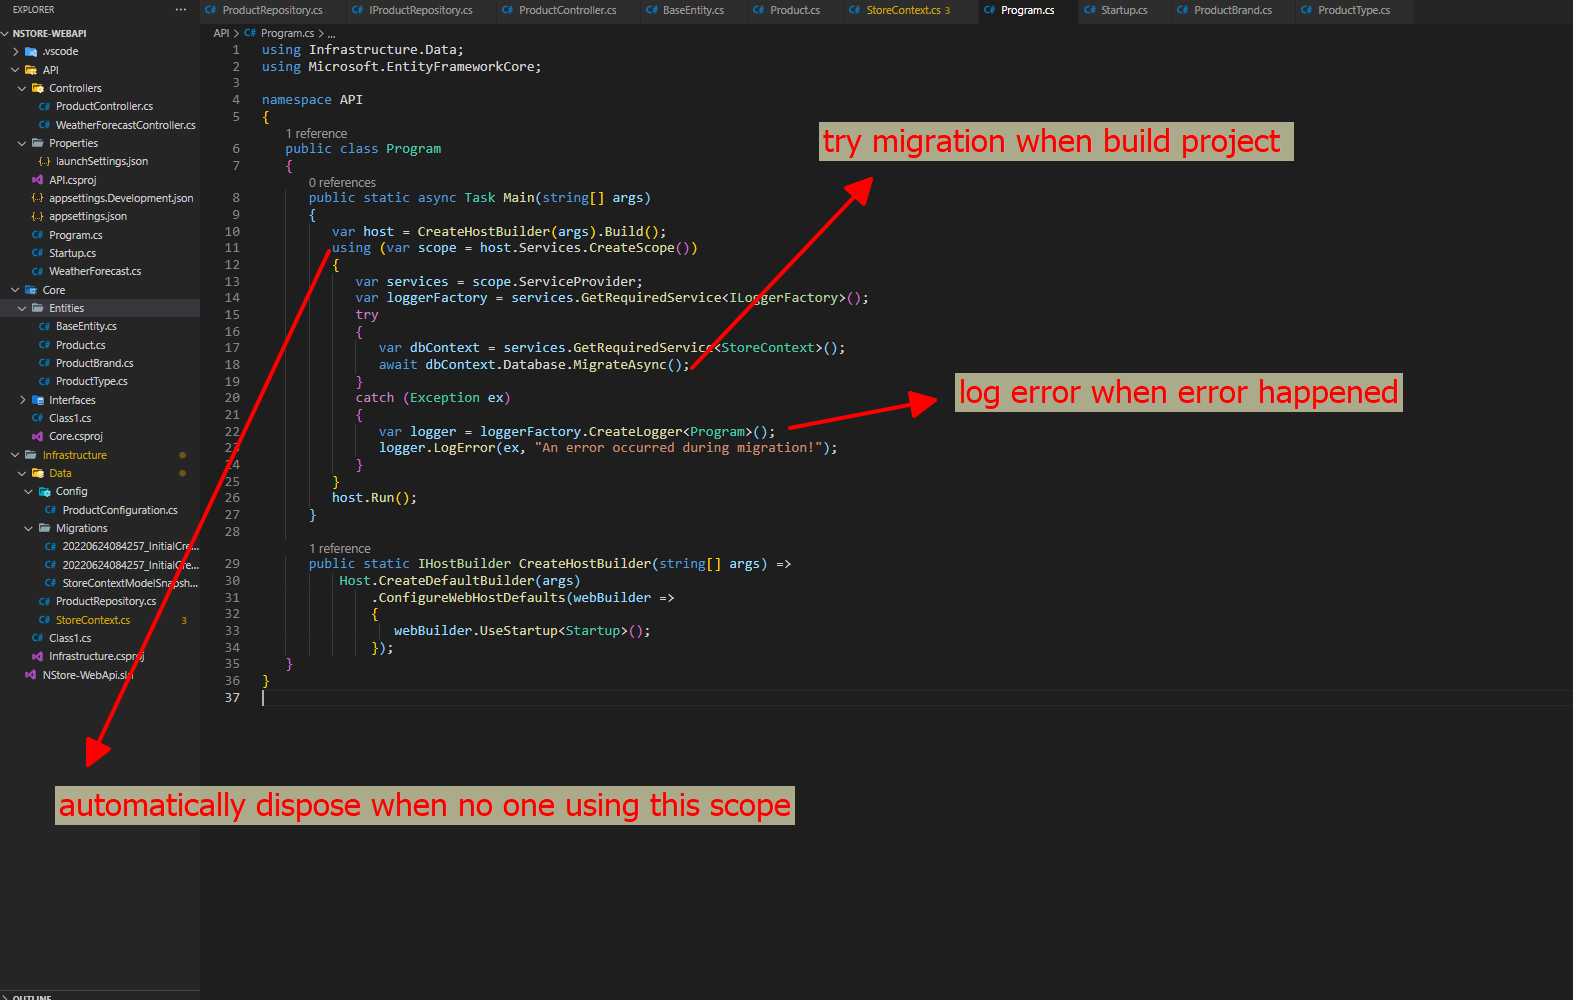 EXPLORER
···
NSTORE-WEBAPI
.vscode
API
Controllers
ProductController.cs
WeatherForecastController.cs
Properties
launchSettings.json
API.csproj
appsettings.Development.json
appsettings.json
Program.cs
Startup.cs
WeatherForecast.cs
Core
Entities
BaseEntity.cs
Product.cs
ProductBrand.cs
ProductType.cs
Interfaces
Class1.cs
Core.csproj
Infrastructure
Data
Config
ProductConfiguration.cs
Migrations
20220624084257_InitialCre...
20220624084257_InitialCre...
StoreContextModelSnapsh...
ProductRepository.cs
StoreContext.cs 3
Class1.cs
Infrastructure.csproj
NStore-WebApi.sln
OUTLINE
ProductRepository.cs IProductRepository.cs ProductController.cs BaseEntity.cs Product.cs StoreContext.cs 3 Program.cs Startup.cs ProductBrand.cs ProductType.cs
API > Program.cs > ...
1 using Infrastructure.Data;
2 using Microsoft.EntityFrameworkCore;
3
4 namespace API
5 {
1 reference
6 public class Program
7 {
0 references
8 public static async Task Main(string[] args)
9 {
10 var host = CreateHostBuilder(args).Build();
11 using (var scope = host.Services.CreateScope())
12 {
13 var services = scope.ServiceProvider;
14 var loggerFactory = services.GetRequiredService<ILoggerFactory>();
15 try
16 {
17 var dbContext = services.GetRequiredService<StoreContext>();
18 await dbContext.Database.MigrateAsync();
19 }
20 catch (Exception ex)
21 {
22 var logger = loggerFactory.CreateLogger<Program>();
23 logger.LogError(ex, "An error occurred during migration!");
24 }
25 }
26 host.Run();
27 }
28
1 reference
29 public static IHostBuilder CreateHostBuilder(string[] args) =>
30 Host.CreateDefaultBuilder(args)
31 .ConfigureWebHostDefaults(webBuilder =>
32 {
33 webBuilder.UseStartup<Startup>();
34 });
35 }
36 }
37
try migration when build project
log error when error happened
automatically dispose when no one using this scope